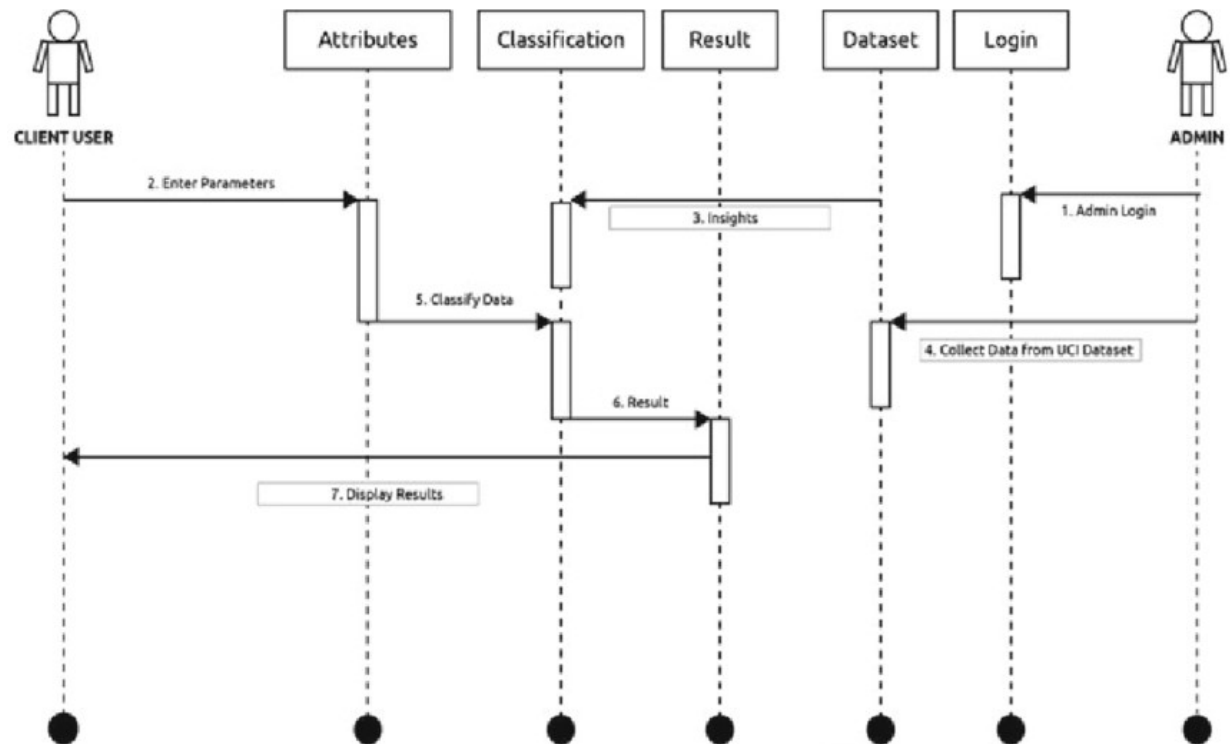 Attributes
Classification
Result
Dataset
Login
CLIENT USER
ADMIN
2. Enter Parameters
3. Insights
1. Admin Login
5. Classify Data
4. Collect Data from UCI Dataset
6. Result
7. Display Results